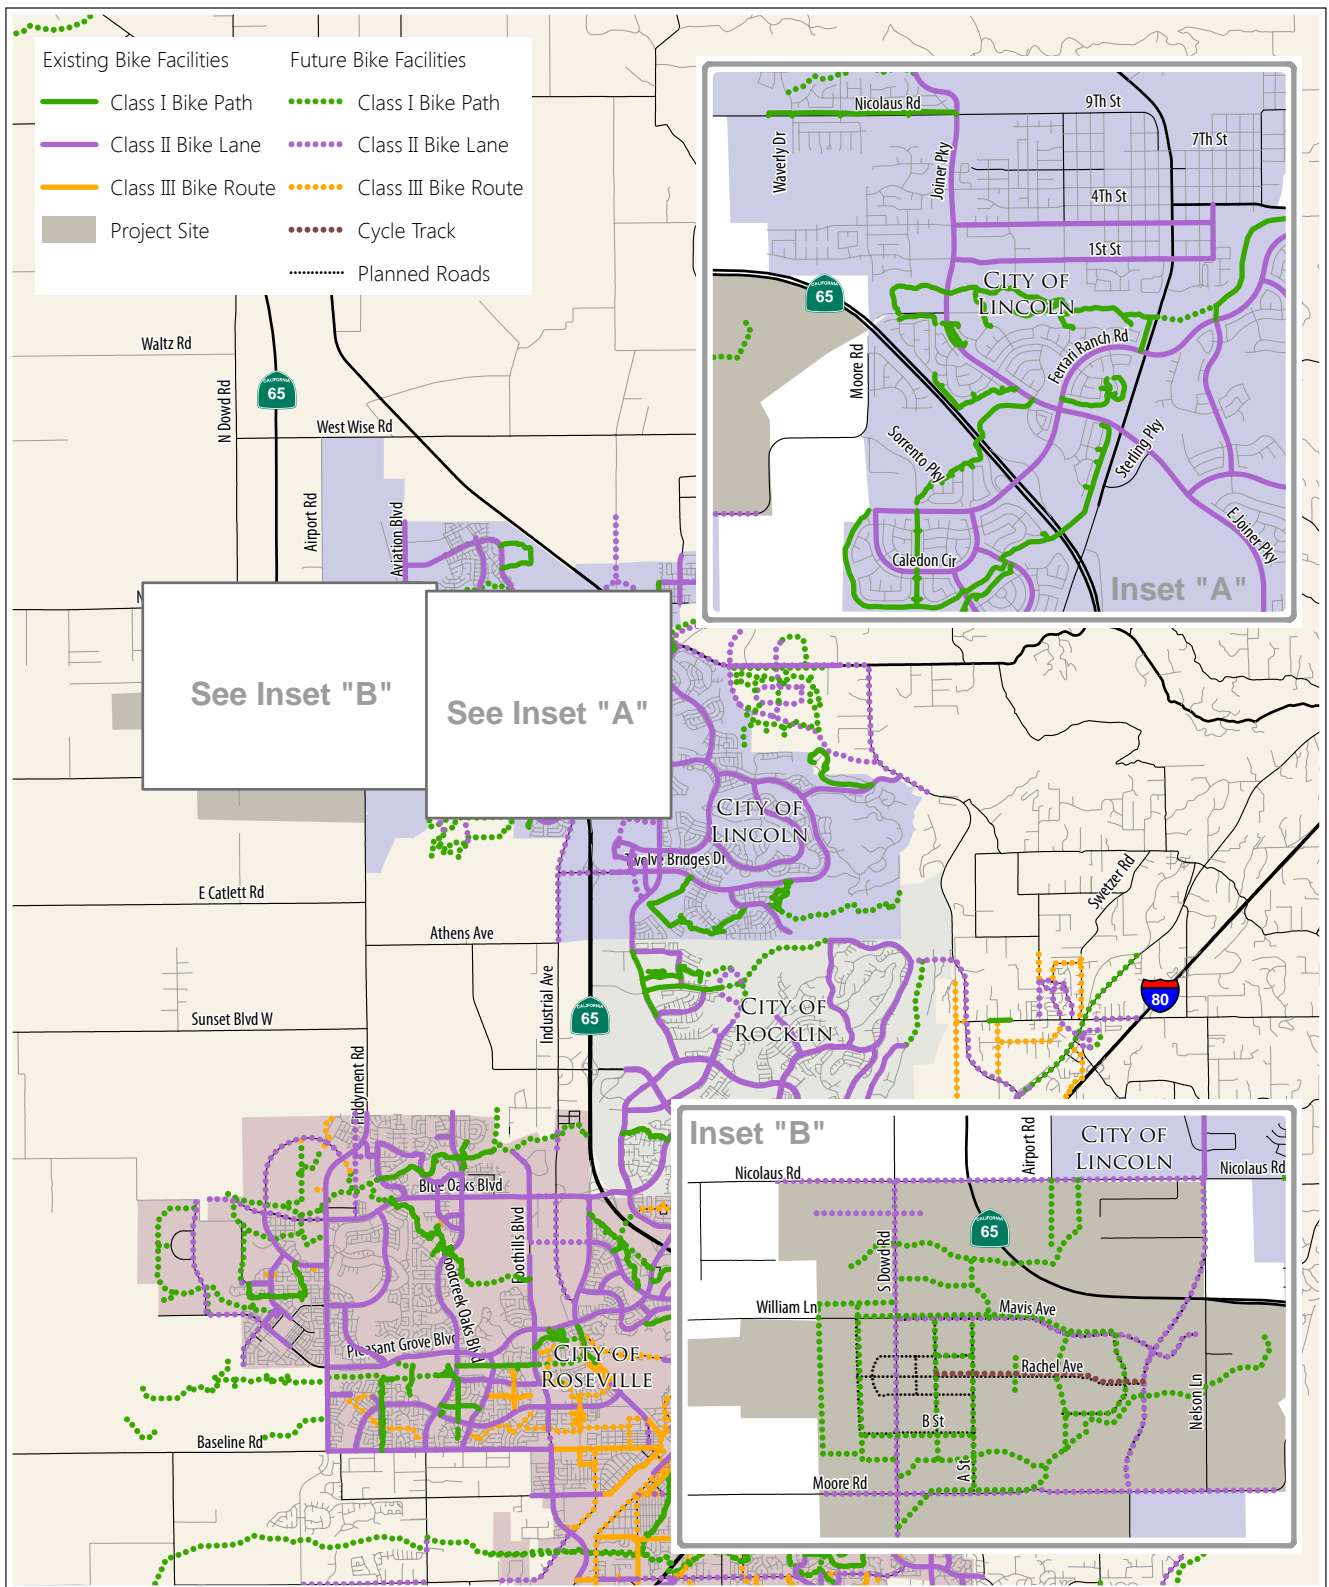 Existing Bike Facilities
Class I Bike Path
Class II Bike Lane
Class III Bike Route
Project Site
Future Bike Facilities
Class I Bike Path
Class II Bike Lane
Class III Bike Route
Cycle Track
Planned Roads
Nicolaus Rd
9Th St
7Th St
Waverly Dr
Joiner Pky
4Th St
1St St
CITY OF
LINCOLN
CALIFORNIA
65
Moore Rd
Ferrari Ranch Rd
Sorrento Pky
Sterling Pky
E Joiner Pky
Caledon Cir
Inset "A"
Waltz Rd
N Dowd Rd
CALIFORNIA
65
West Wise Rd
Airport Rd
Aviation Blvd
N
See Inset "B"
See Inset "A"
CITY OF
LINCOLN
Twelve Bridges Dr
E Catlett Rd
Athens Ave
Swetzer Rd
Industrial Ave
CALIFORNIA
65
80
CITY OF
ROCKLIN
Sunset Blvd W
Fiddyment Rd
Blue Oaks Blvd
Foothills Blvd
Woodcreek Oaks Blvd
Pleasant Grove Blvd
CITY OF
ROSEVILLE
Baseline Rd
Inset "B"
Airport Rd
CITY OF
LINCOLN
Nicolaus Rd
Nicolaus Rd
CALIFORNIA
65
S Dowd Rd
William Ln
Mavis Ave
Rachel Ave
Nelson Ln
B St
A St
Moore Rd